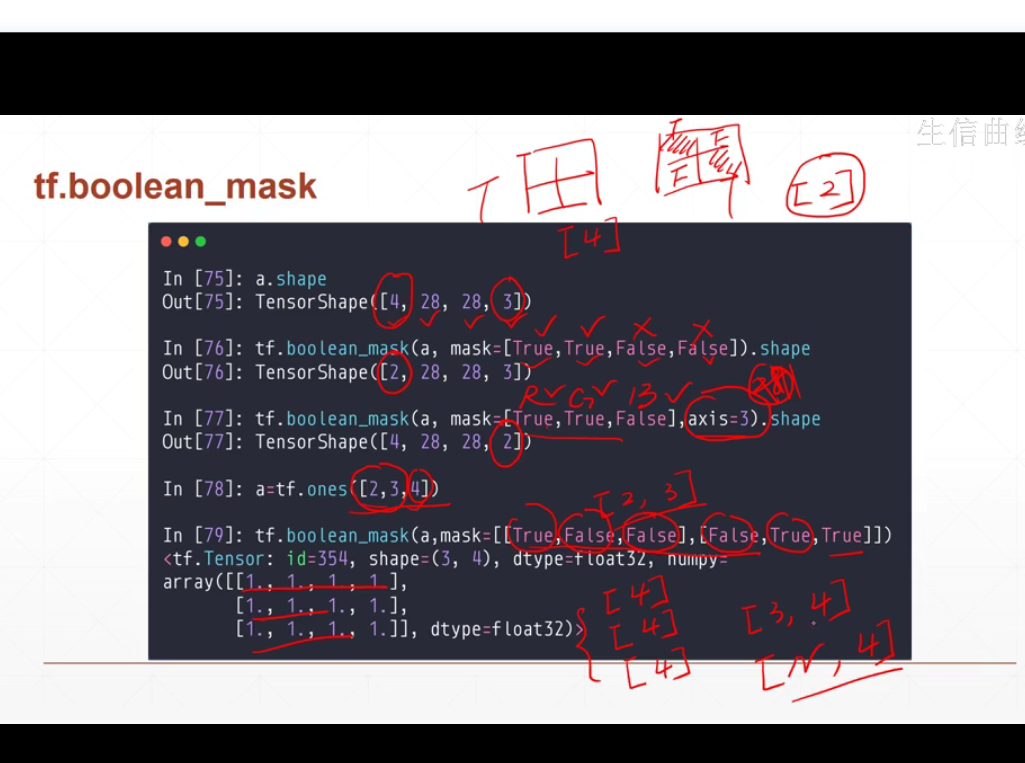 生信曲
tf.boolean_mask
T F
F T
[2]
[4]
In [75]: a.shape
Out[75]: TensorShape([4, 28, 28, 3])
In [76]: tf.boolean_mask(a, mask=[True,True,False,False]).shape
Out[76]: TensorShape([2, 28, 28, 3])
R G B
In [77]: tf.boolean_mask(a, mask=[True,True,False],axis=3).shape
Out[77]: TensorShape([4, 28, 28, 2])
In [78]: a=tf.ones([2,3,4])
[2,3]
In [79]: tf.boolean_mask(a,mask=[[True,False,False],[False,True,True]])
<tf.Tensor: id=354, shape=(3, 4), dtype=float32, numpy=
array([[1., 1., 1., 1.],
[1., 1., 1., 1.],
[1., 1., 1., 1.]], dtype=float32)>
[4]
[4]
[4]
[3,4]
[N,4]